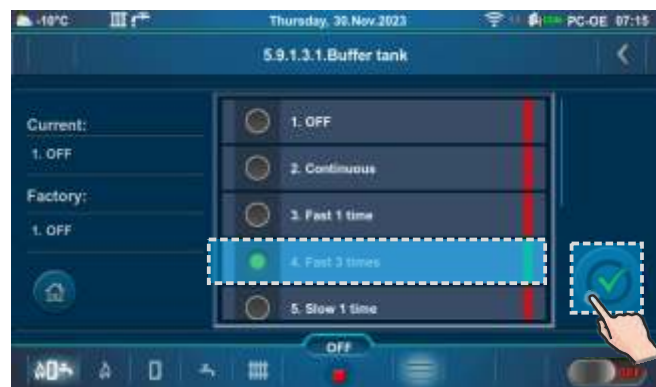 -10°C Thursday, 30.Nov.2023 PC-OE 07:15
5.9.1.3.1.Buffer tank
Current:
1. OFF
Factory:
1. OFF
1. OFF
2. Continuous
3. Fast 1 time
4. Fast 3 times
5. Slow 1 time
OFF
OFF